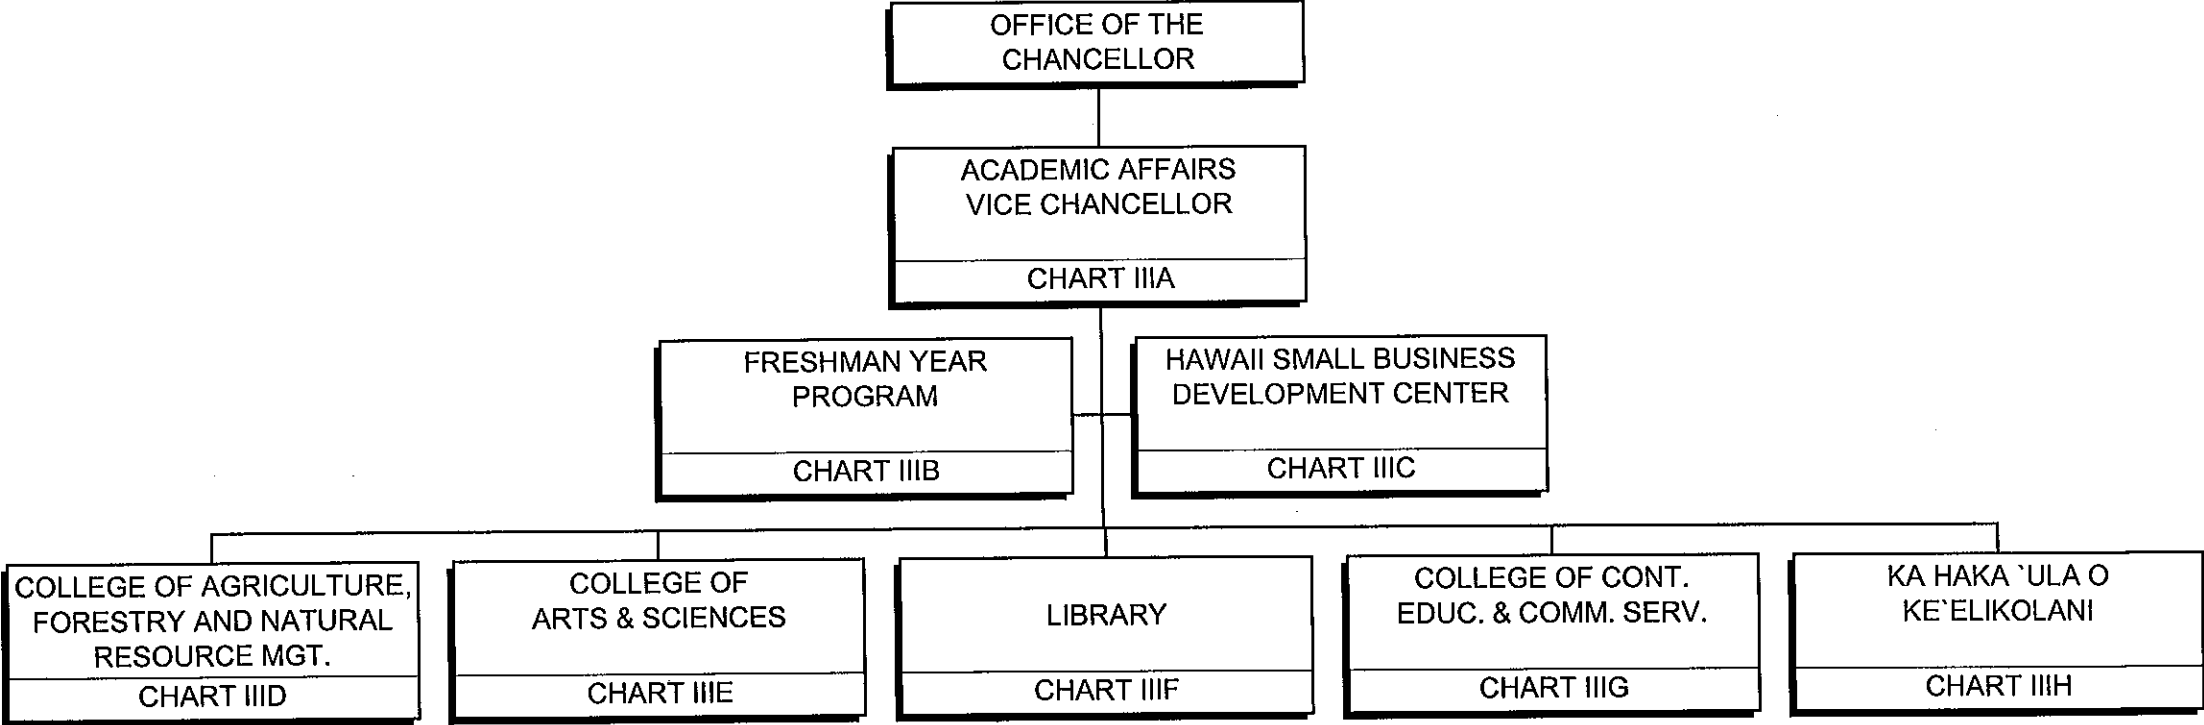 OFFICE OF THE
CHANCELLOR
ACADEMIC AFFAIRS
VICE CHANCELLOR
CHART IIIA
FRESHMAN YEAR
PROGRAM
CHART IIIB
HAWAII SMALL BUSINESS
DEVELOPMENT CENTER
CHART IIIC
COLLEGE OF AGRICULTURE,
FORESTRY AND NATURAL
RESOURCE MGT.
CHART IIID
COLLEGE OF
ARTS & SCIENCES
CHART IIIE
LIBRARY
CHART IIIF
COLLEGE OF CONT.
EDUC. & COMM. SERV.
CHART IIIG
KA HAKA `ULA O
KE`ELIKOLANI
CHART IIIH